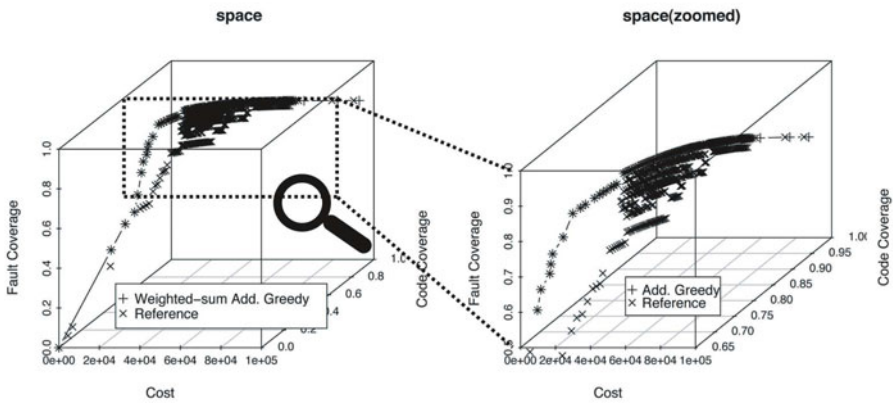 space
space(zoomed)
Fault Coverage
0.0
0.2
0.4
0.6
0.8
1.0
0e+00 2e+04 4e+04 6e+04 8e+04 1e+05
Cost
0.0
0.2
0.4
0.6
0.8
1.0
Code Coverage
+ Weighted-sum Add. Greedy
× Reference
Fault Coverage
0.5
0.6
0.7
0.8
0.9
1.0
0e+00 2e+04 4e+04 6e+04 8e+04 1e+05
Cost
0.65
0.70
0.75
0.80
0.85
0.90
0.95
1.00
Code Coverage
+ Add. Greedy
× Reference